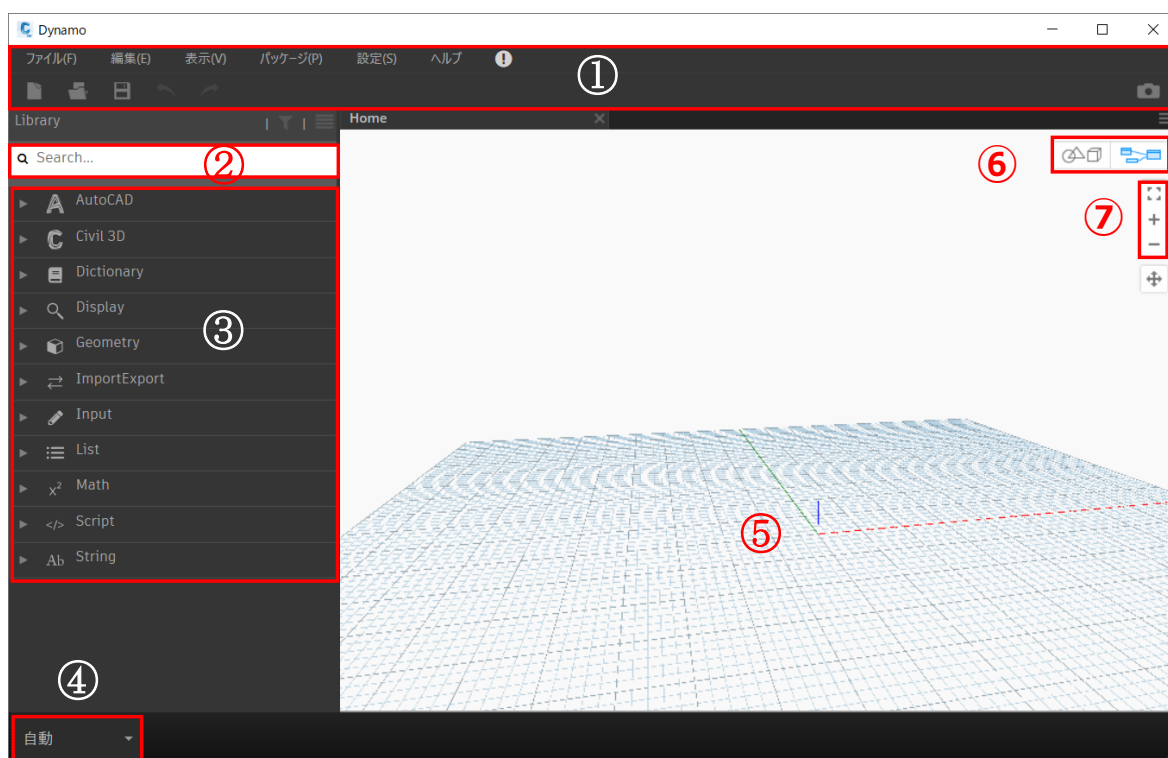 Dynamo
ファイル(F) 編集(E) 表示(V) パッケージ(P) 設定(S) ヘルプ
①
Library
Home
Search...
②
⑥
AutoCAD
Civil 3D
⑦
Dictionary
Display
③
Geometry
ImportExport
Input
List
Math
Script
⑤
String
④
自動